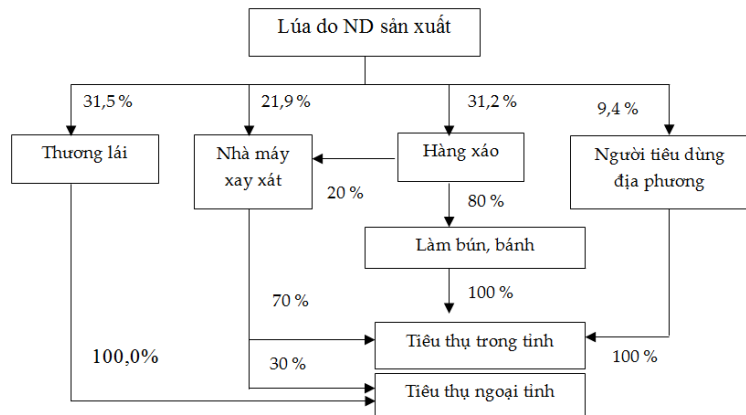 Lúa do ND sản xuất
31,5 %
21,9 %
31,2 %
9,4 %
Thương lái
Nhà máy
xay xát
Hàng xáo
Người tiêu dùng
địa phương
20 %
80 %
Làm bún, bánh
70 %
100 %
100,0%
Tiêu thụ trong tỉnh
30 %
100 %
Tiêu thụ ngoại tỉnh